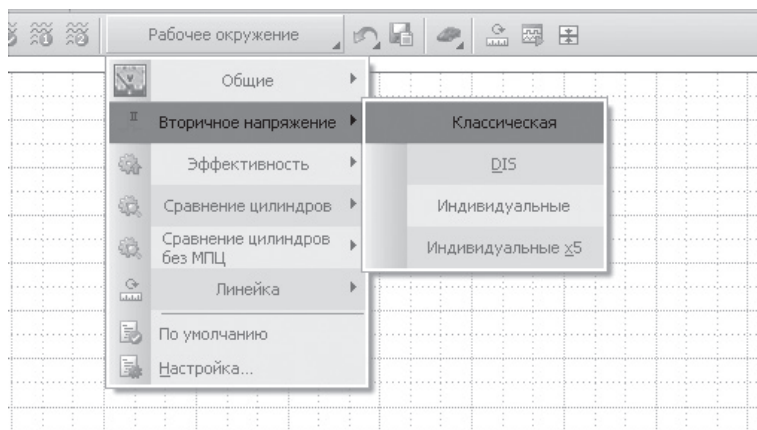 Рабочее окружение
Общие
II
Вторичное напряжение
Классическая
Эффективность
DIS
Сравнение цилиндров
Индивидуальные
Сравнение цилиндров
без МПЦ
Индивидуальные x5
Линейка
По умолчанию
Настройка...